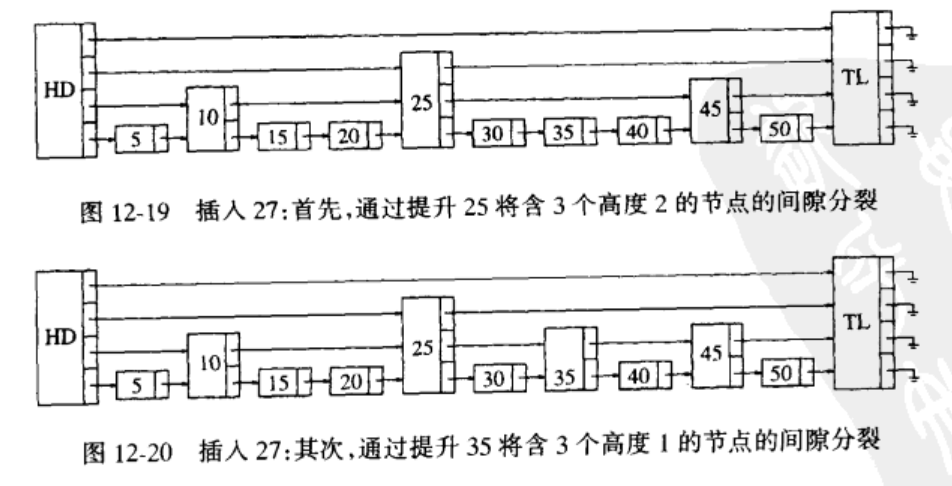 HD 5 10 15 20 25 30 35 40 45 50 TL
图 12-19 插入 27:首先,通过提升 25 将含 3 个高度 2 的节点的间隙分裂
HD 5 10 15 20 25 30 35 40 45 50 TL
图 12-20 插入 27:其次,通过提升 35 将含 3 个高度 1 的节点的间隙分裂